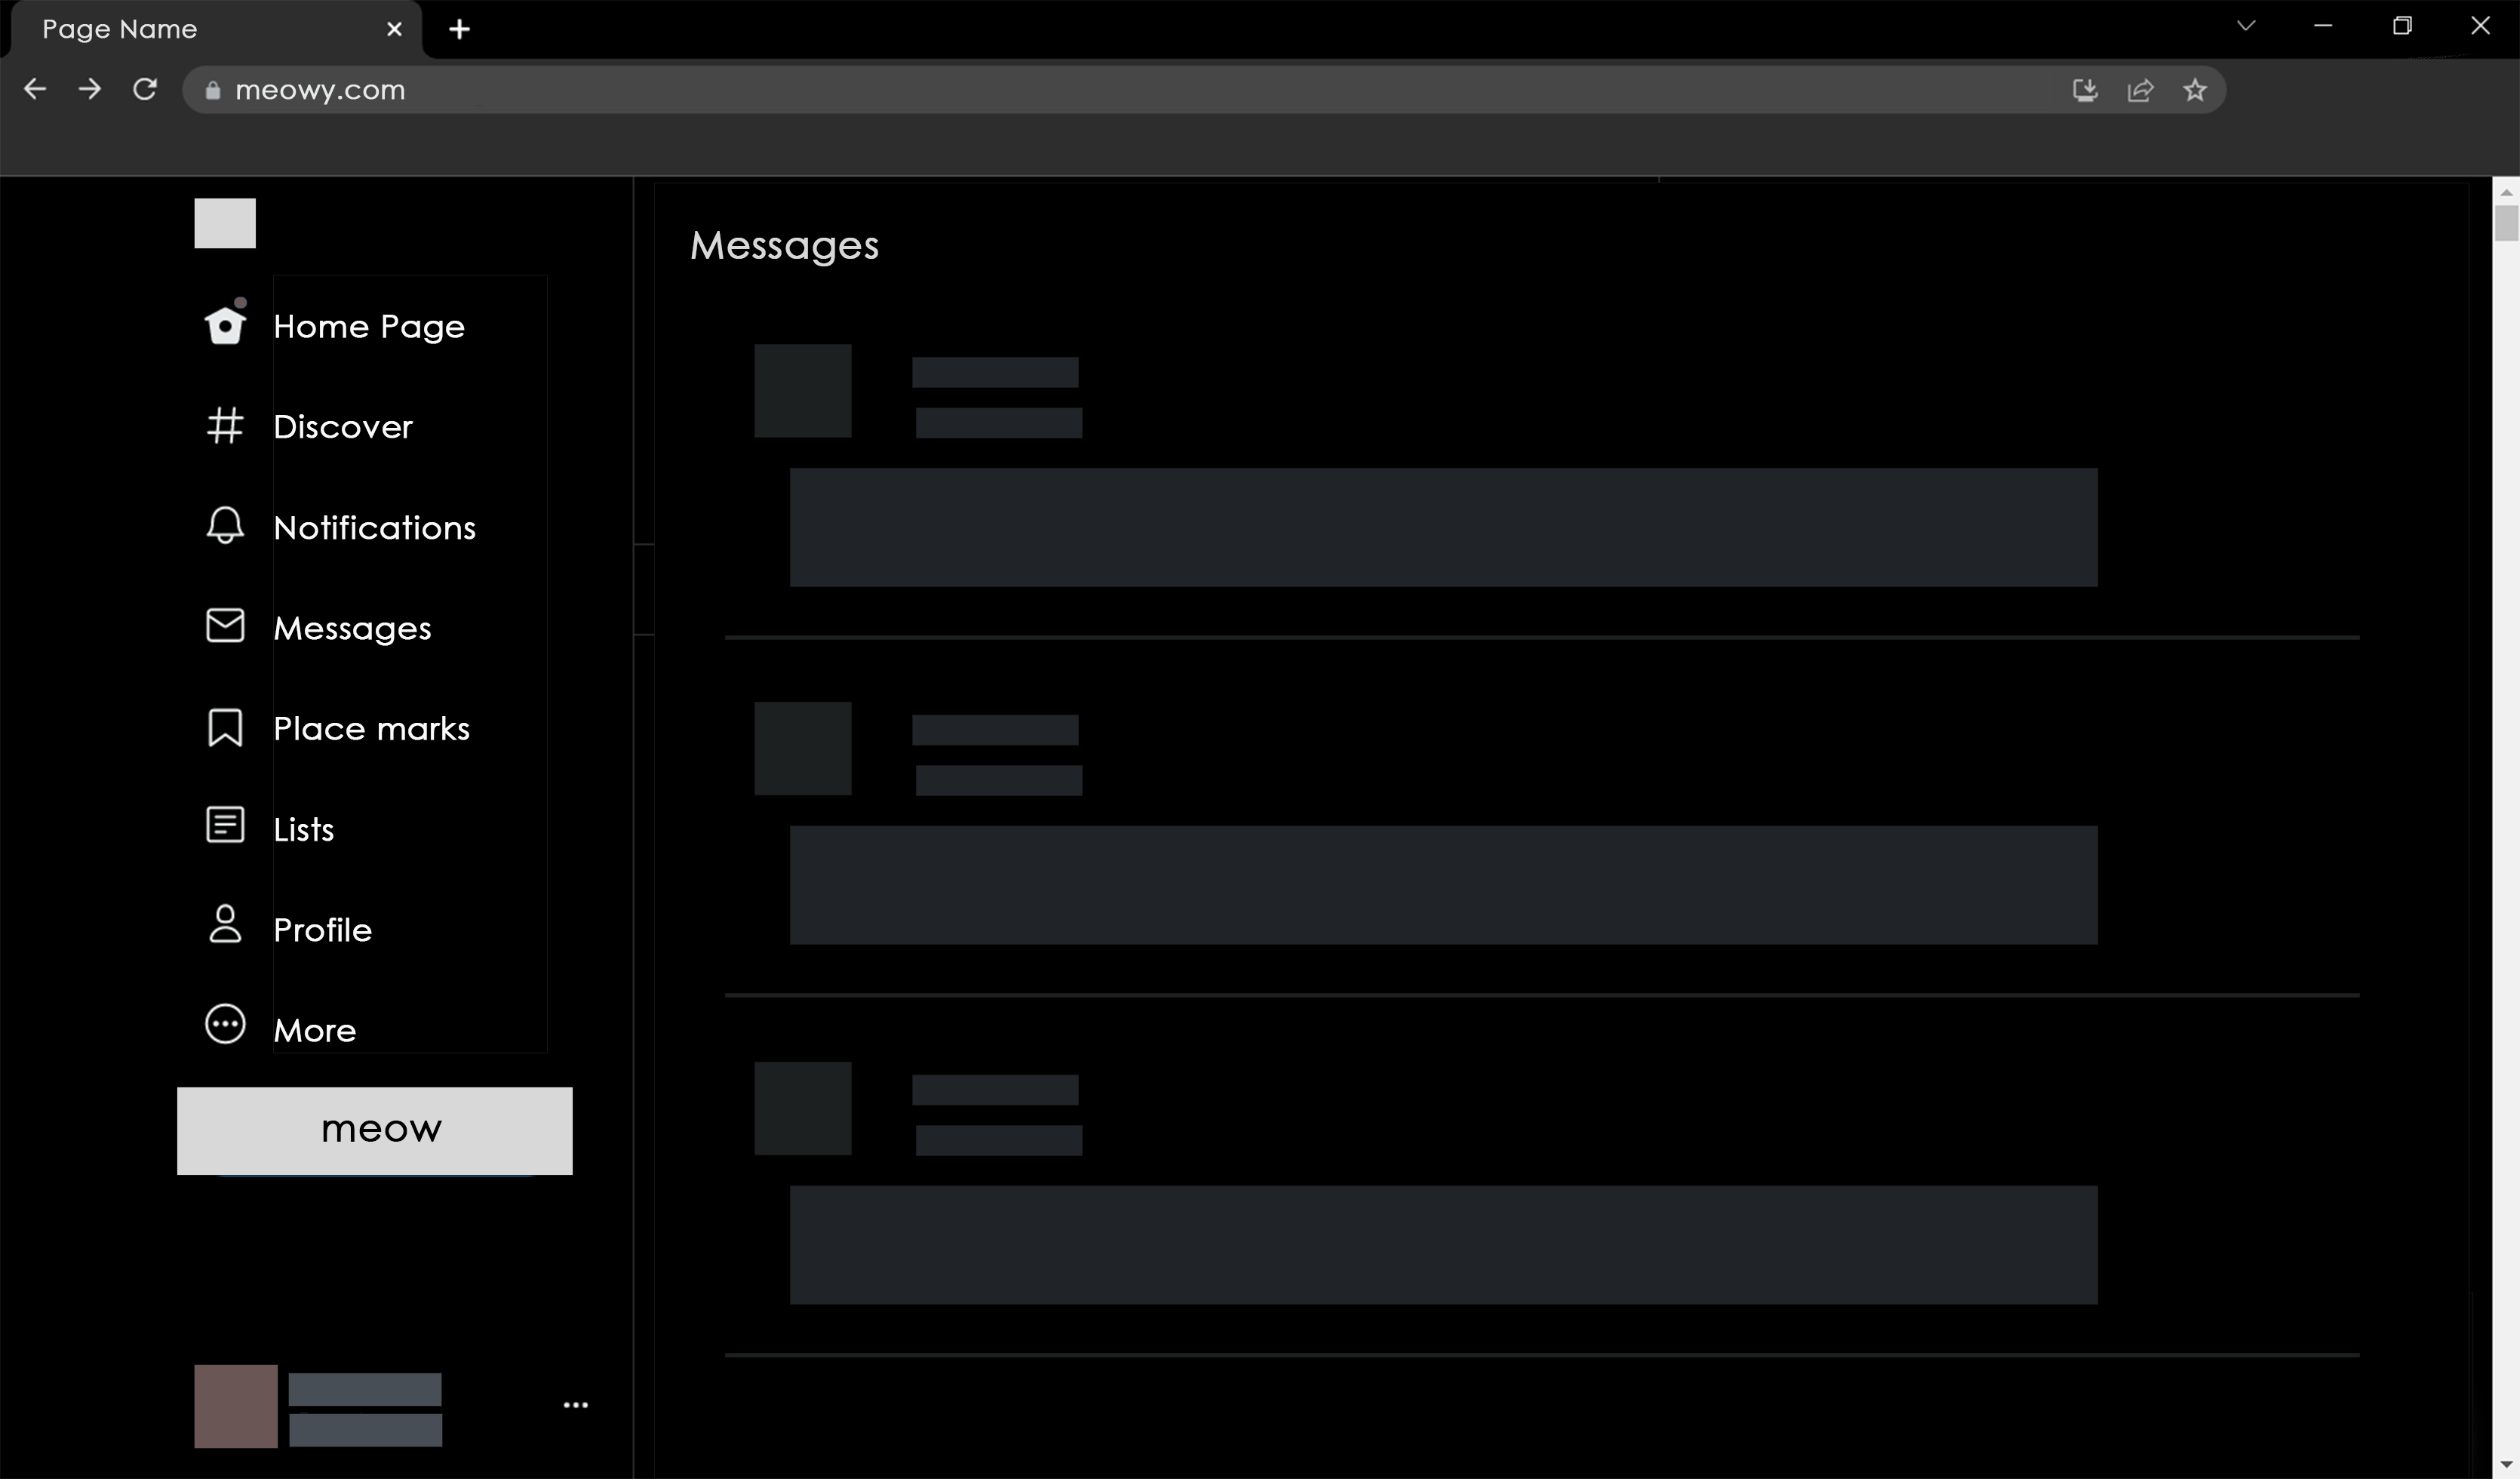 Page Name
meowy.com
Messages
Home Page
Discover
Notifications
Messages
Place marks
Lists
Profile
More
meow